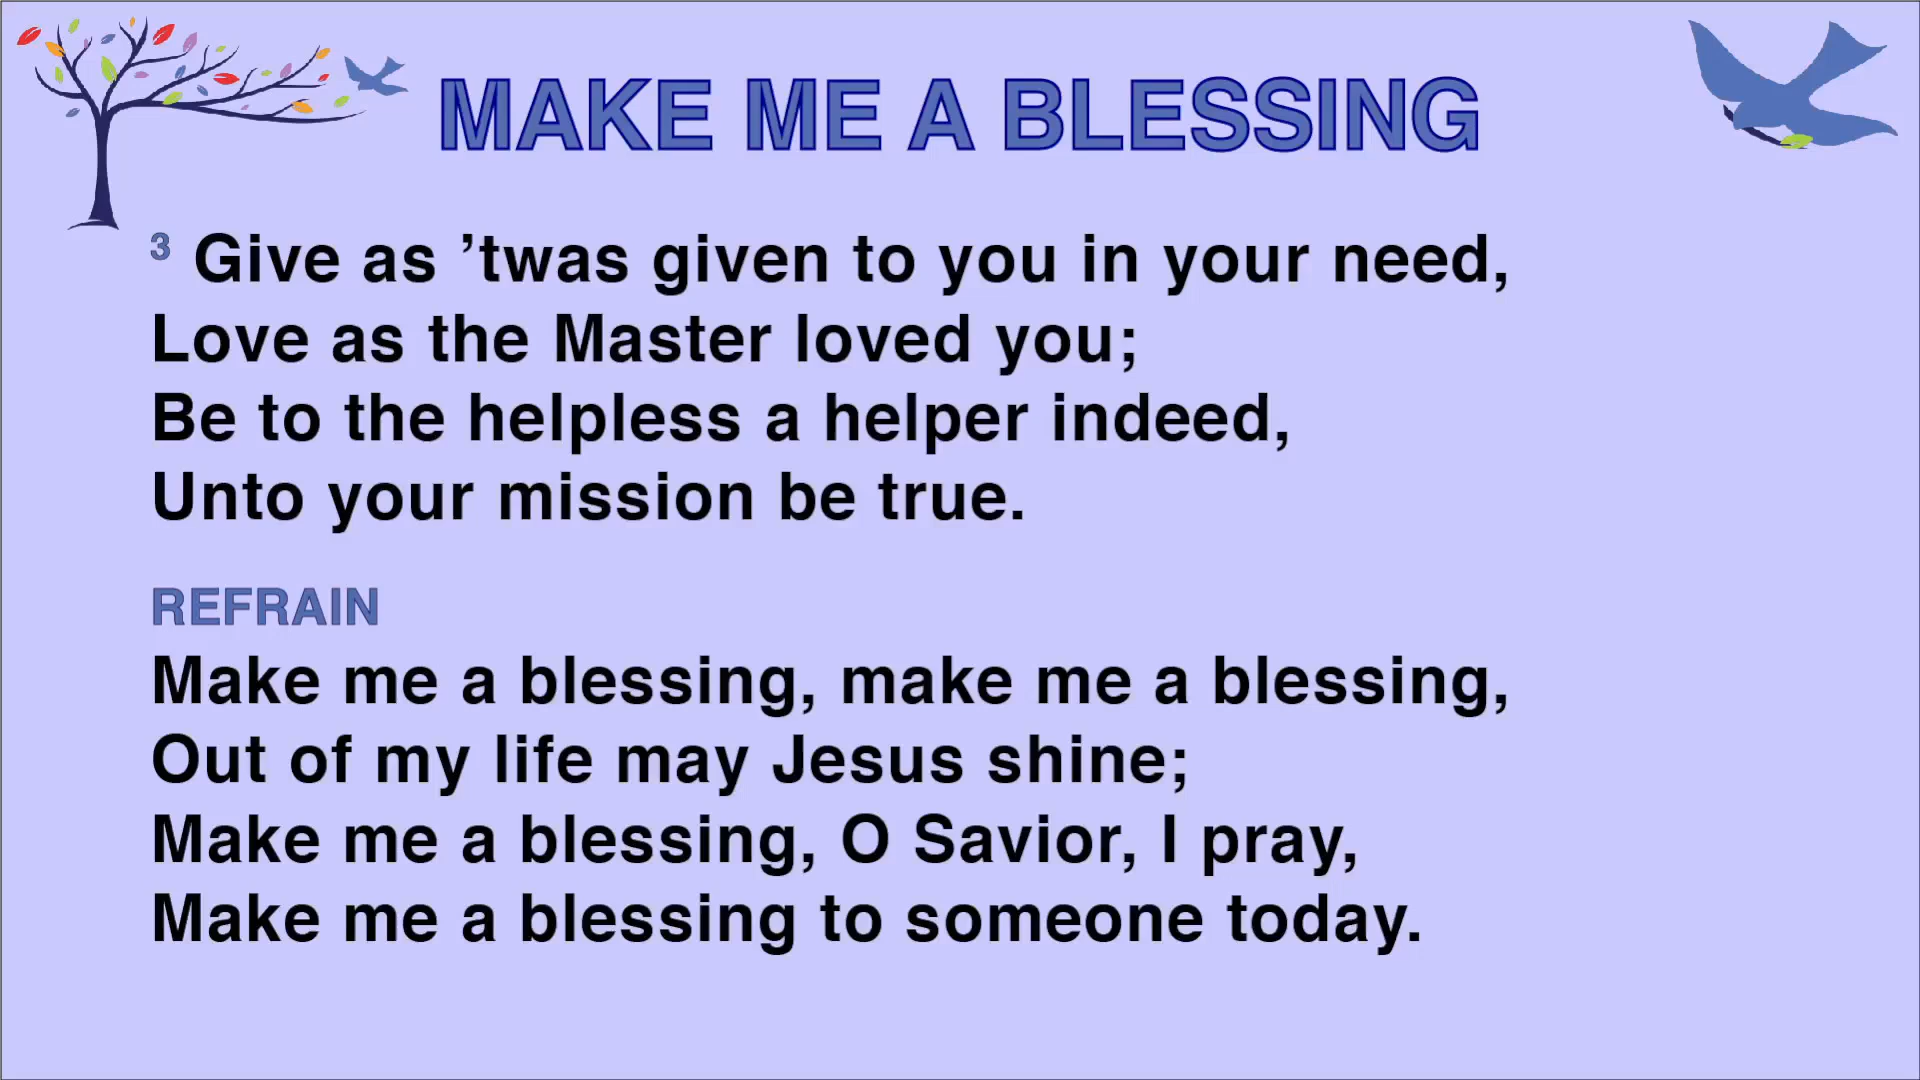 MAKE ME A BLESSING
3 Give as ’twas given to you in your need,
Love as the Master loved you;
Be to the helpless a helper indeed,
Unto your mission be true.
REFRAIN
Make me a blessing, make me a blessing,
Out of my life may Jesus shine;
Make me a blessing, O Savior, I pray,
Make me a blessing to someone today.